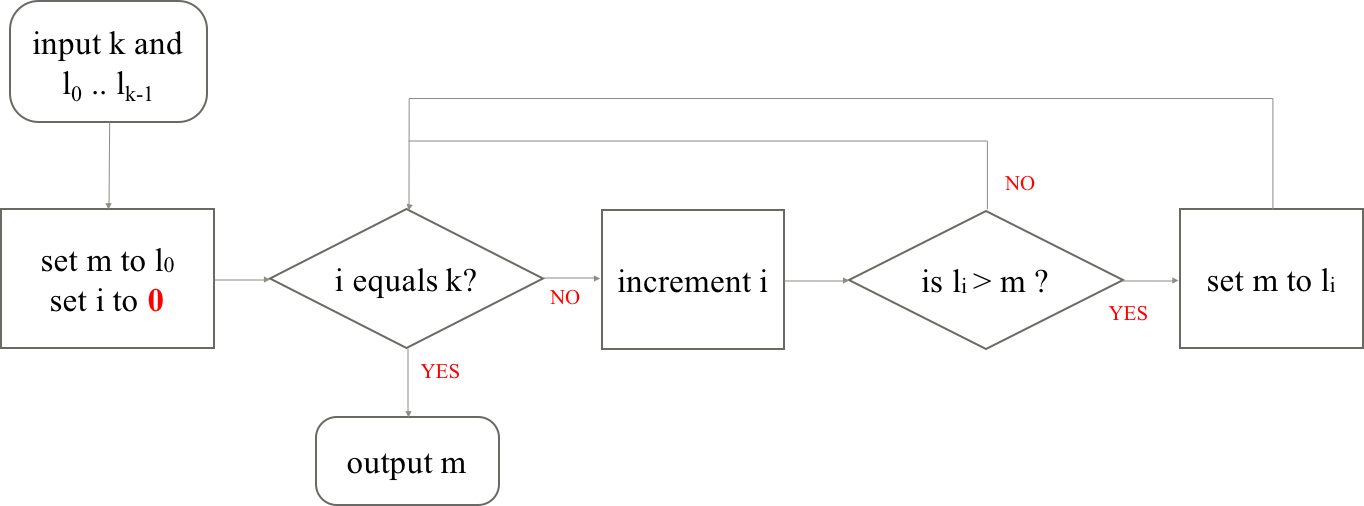 input k and
l0 .. lk-1
set m to l0
set i to 0
i equals k?
NO
YES
increment i
is li > m ?
NO
YES
set m to li
output m